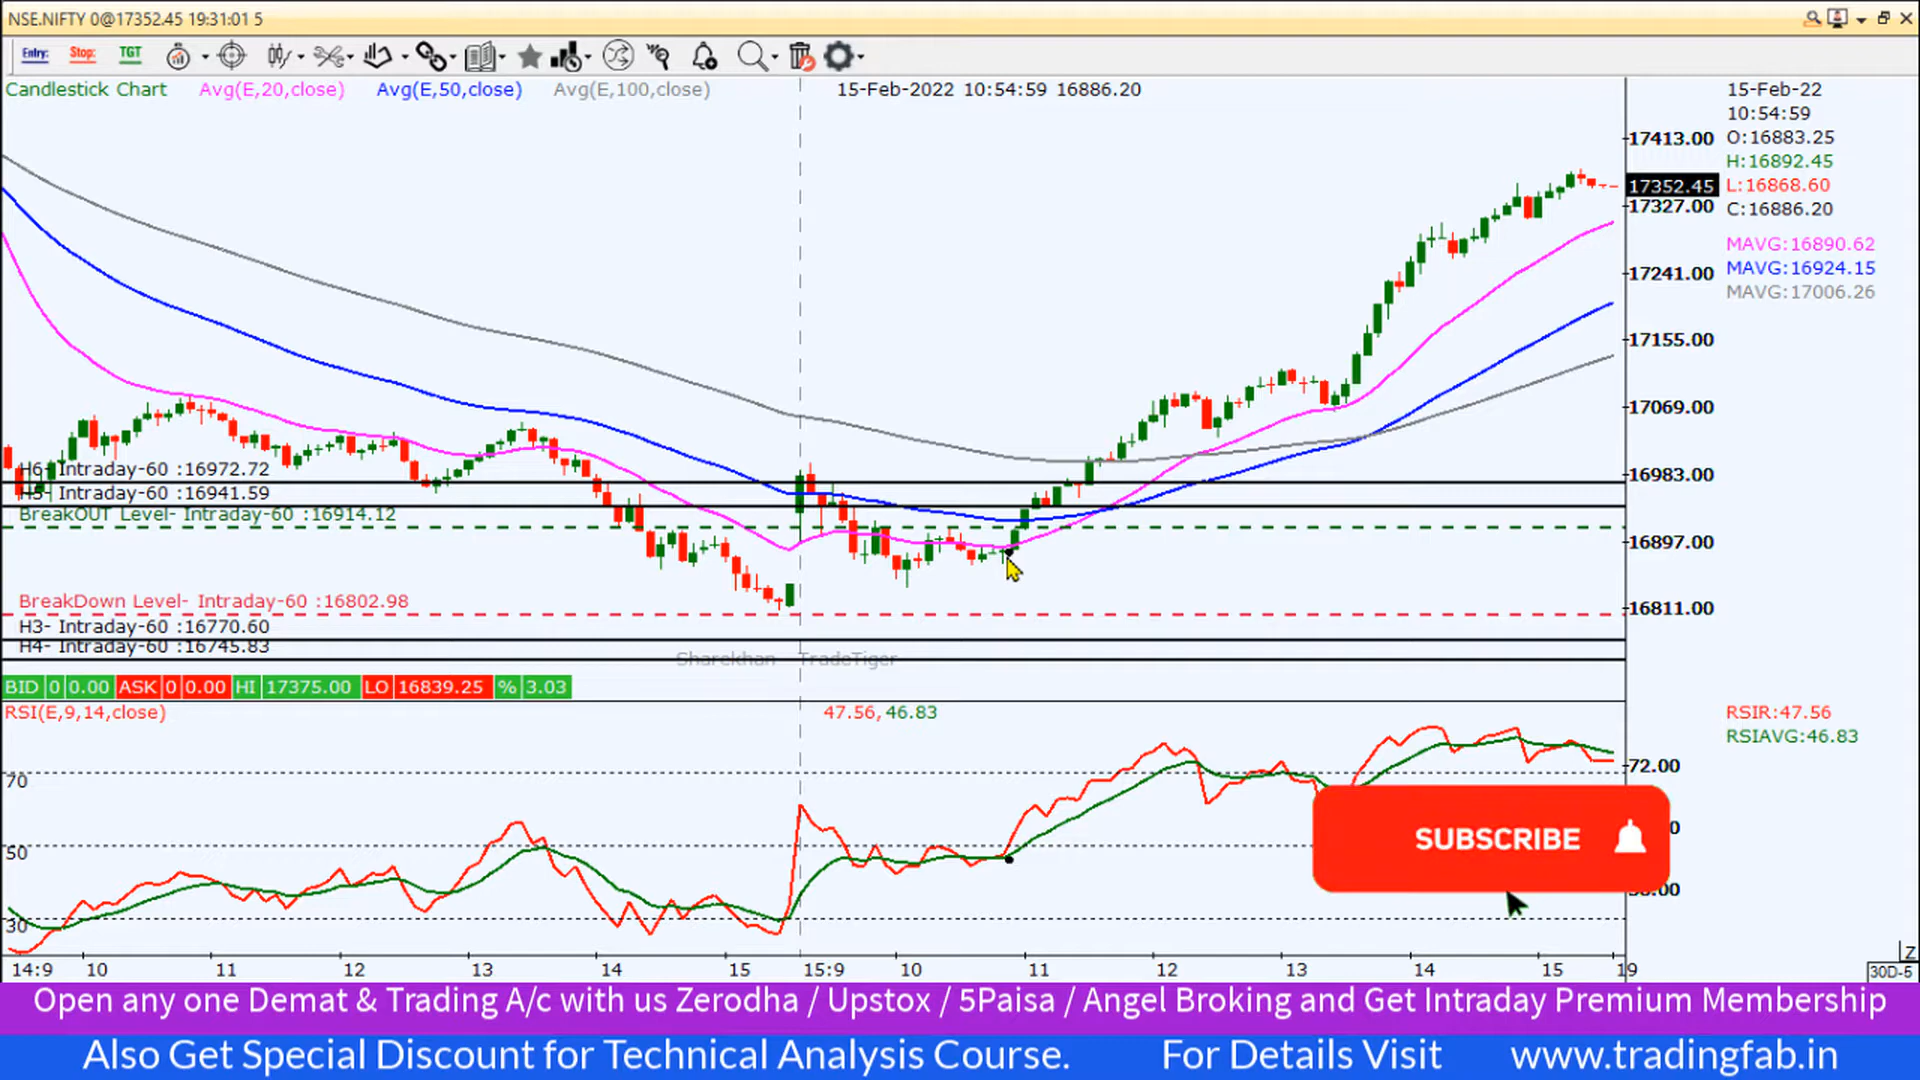 NSE.NIFTY 0@17352.45 19:31:01 5
Entry: Stop: TGT
Candlestick Chart Avg(E,20,close) Avg(E,50,close) Avg(E,100,close) 15-Feb-2022 10:54:59 16886.20
15-Feb-22
10:54:59
O:16883.25
H:16892.45
L:16868.60
C:16886.20
MAVG:16890.62
MAVG:16924.15
MAVG:17006.26
17413.00
17352.45
17327.00
17241.00
17155.00
17069.00
16983.00
16897.00
16811.00
H6- Intraday-60 :16972.72
H5- Intraday-60 :16941.59
BreakOUT Level- Intraday-60 :16914.12
BreakDown Level- Intraday-60 :16802.98
H3- Intraday-60 :16770.60
H4- Intraday-60 :16745.83
Sharekhan TradeTiger
BID 0 0.00 ASK 0 0.00 HI 17375.00 LO 16839.25 % 3.03
RSI(E,9,14,close) 47.56, 46.83
RSIR:47.56
RSIAVG:46.83
70
50
30
72.00
SUBSCRIBE
14:9 10 11 12 13 14 15 15:9 10 11 12 13 14 15 19
Z
30D-5
Open any one Demat & Trading A/c with us Zerodha / Upstox / 5Paisa / Angel Broking and Get Intraday Premium Membership
Also Get Special Discount for Technical Analysis Course. For Details Visit www.tradingfab.in